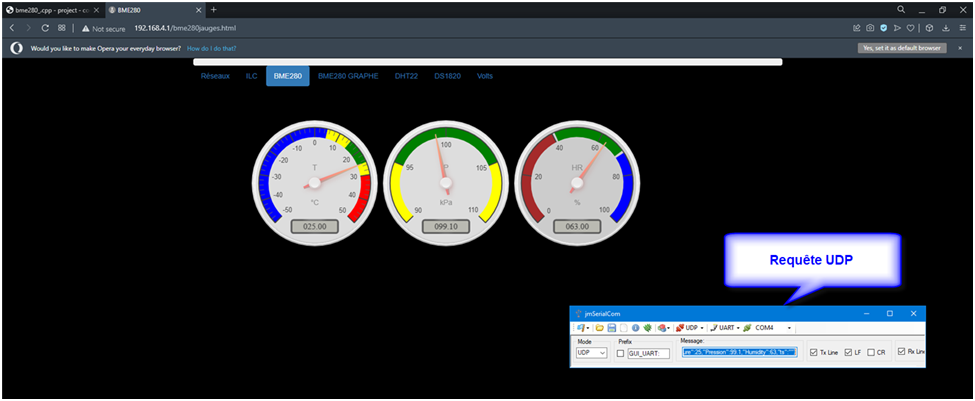 bme280_.cpp - project - co
BME280
Not secure
192.168.4.1/bme280jauges.html
Would you like to make Opera your everyday browser? How do I do that?
Yes, set it as default browser
Réseaux ILC BME280 BME280 GRAPHE DHT22 DS1820 Volts
-50 -40 -30 -20 -10 0 10 20 30 40 50
T
°C
025.00
90 95 100 105 110
P
kPa
099.10
0 20 40 60 80 100
HR
%
063.00
Requête UDP
jmSerialCom
UDP UART COM4
Mode
UDP
Prefix
GUI_UART:
Message:
ure":25,"Pression":99.1,"Humidity":63,"ts":""
Tx Line LF CR Rx Line